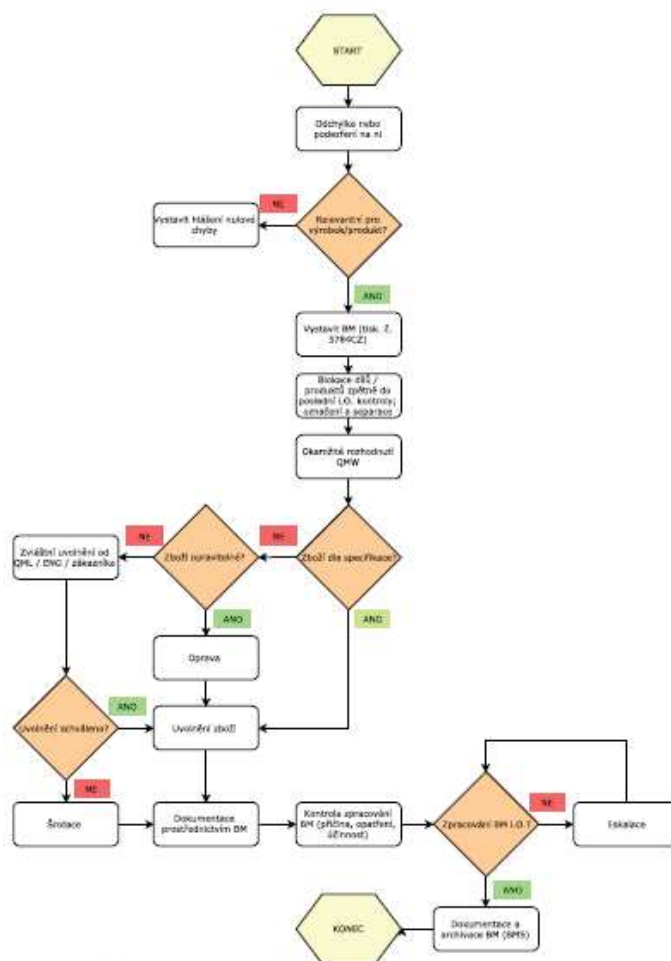 START
Odchylka nebo
podezření na ni
NE
Vystavit hlášení nulové
chyby
Relevantní pro
výrobek/produkt?
ANO
Vystavit BM (tisk. č.
5784CZ)
Blokace dílů /
produktů zpětně do
poslední i.O. kontroly;
označení a separace
Okamžité rozhodnutí
QMW
NE
NE
Zvláštní uvolnění od
QML / ENG / zákazníka
Zboží opravitelné?
Zboží dle specifikace?
ANO
ANO
Oprava
Uvolnění schváleno?
ANO
Uvolnění zboží
NE
Šrotace
Dokumentace
prostřednictvím BM
Kontrola zpracování
BM (příčina, opatření,
účinnost)
Zpracování BM i.O.?
NE
Eskalace
ANO
KONEC
Dokumentace a
archivace BM (BMS)